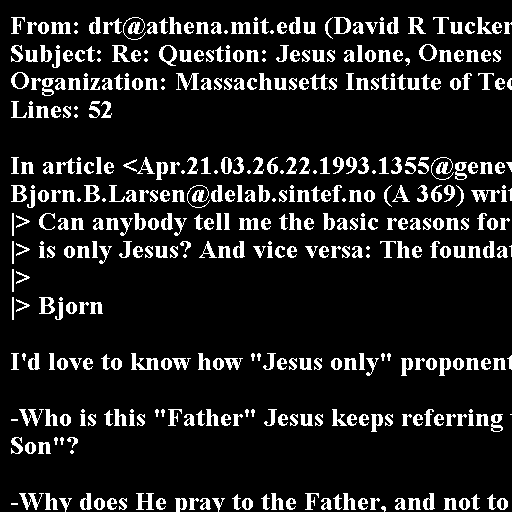 From: drt@athena.mit.edu (David R Tucker
Subject: Re: Question: Jesus alone, Onenes
Organization: Massachusetts Institute of Tec
Lines: 52
In article <Apr.21.03.26.22.1993.1355@genev
Bjorn.B.Larsen@delab.sintef.no (A 369) writ
|> Can anybody tell me the basic reasons for
|> is only Jesus? And vice versa: The foundat
|>
|> Bjorn
I'd love to know how "Jesus only" proponent
-Who is this "Father" Jesus keeps referring
Son"?
-Why does He pray to the Father, and not to